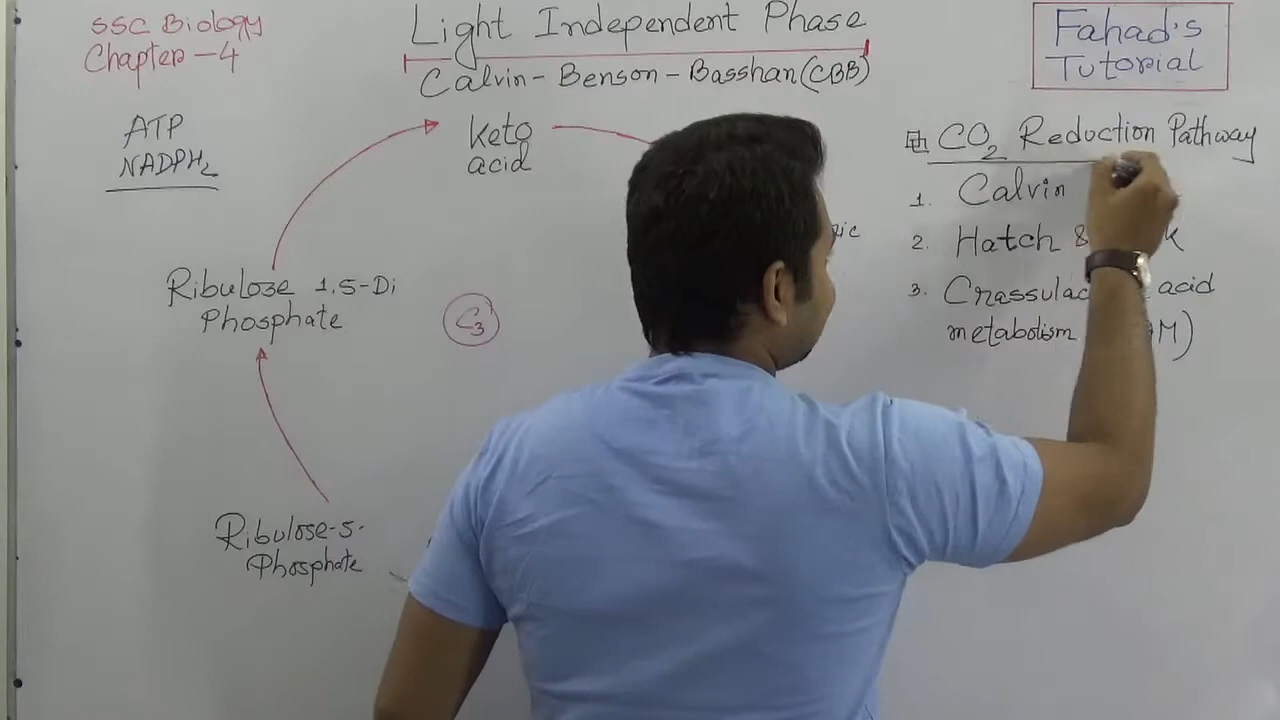 SSC Biology
Chapter-4
Light Independent Phase
Calvin-Benson-Basshan(CBB)
Fahad's
Tutorial
ATP
NADPH2
Keto
acid
CO2 Reduction Pathway
1. Calvin
2. Hatch &
3.
metabolism
acid
Ribulose 1,5-Di
Phosphate
C3
Ribulose-5-
Phosphate